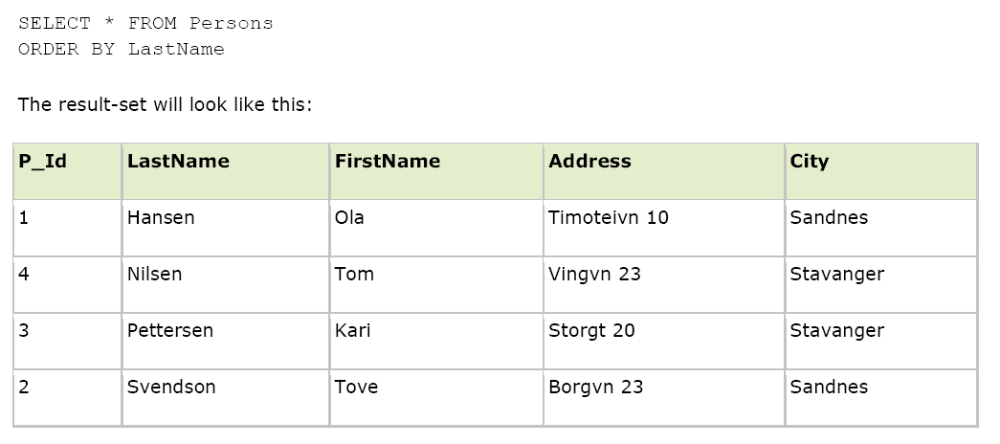 SELECT * FROM Persons
ORDER BY LastName
The result-set will look like this:
P_Id LastName FirstName Address City
1 Hansen Ola Timoteivn 10 Sandnes
4 Nilsen Tom Vingvn 23 Stavanger
3 Pettersen Kari Storgt 20 Stavanger
2 Svendson Tove Borgvn 23 Sandnes